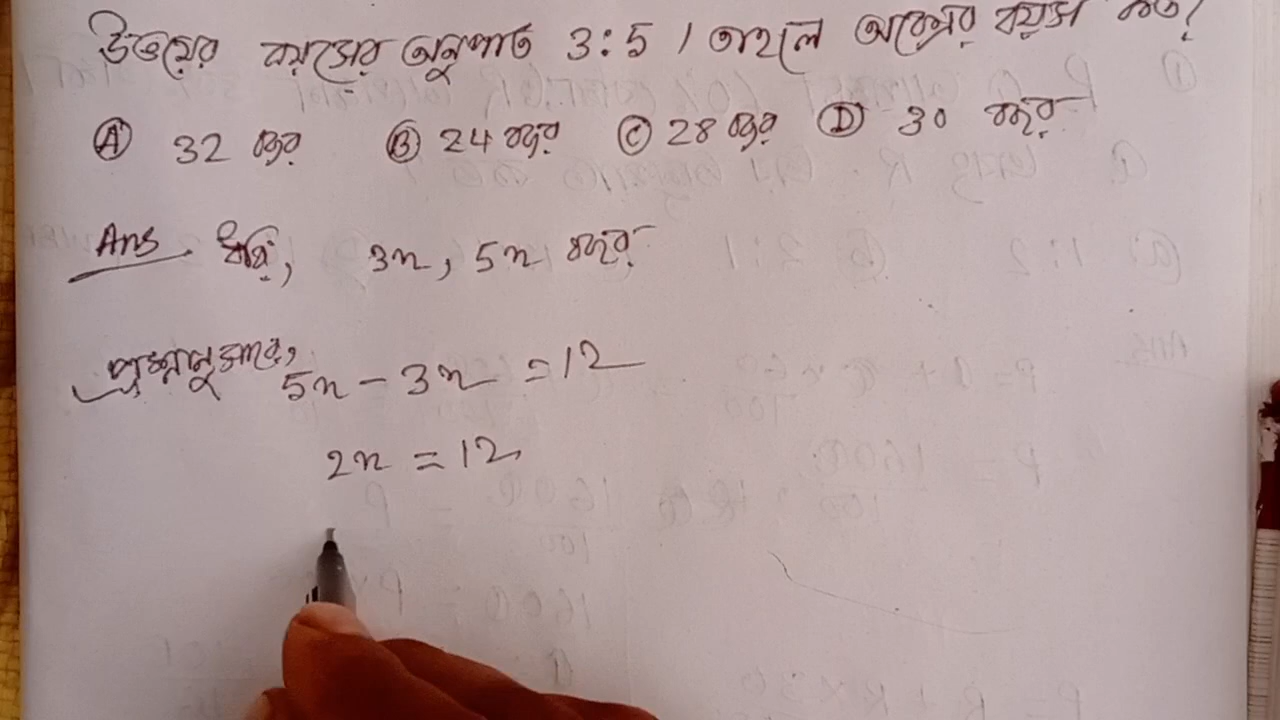 উভয়ের বয়সের অনুপাত 3:5 । তাহলে অভ্রের বয়স কত?
Ⓐ 32 বছর Ⓑ 24 বছর Ⓒ 28 বছর Ⓓ 30 বছর
Ans. ধরি, 3x, 5x বছর
প্রশ্নানুসারে, 5x - 3x = 12
2x = 12